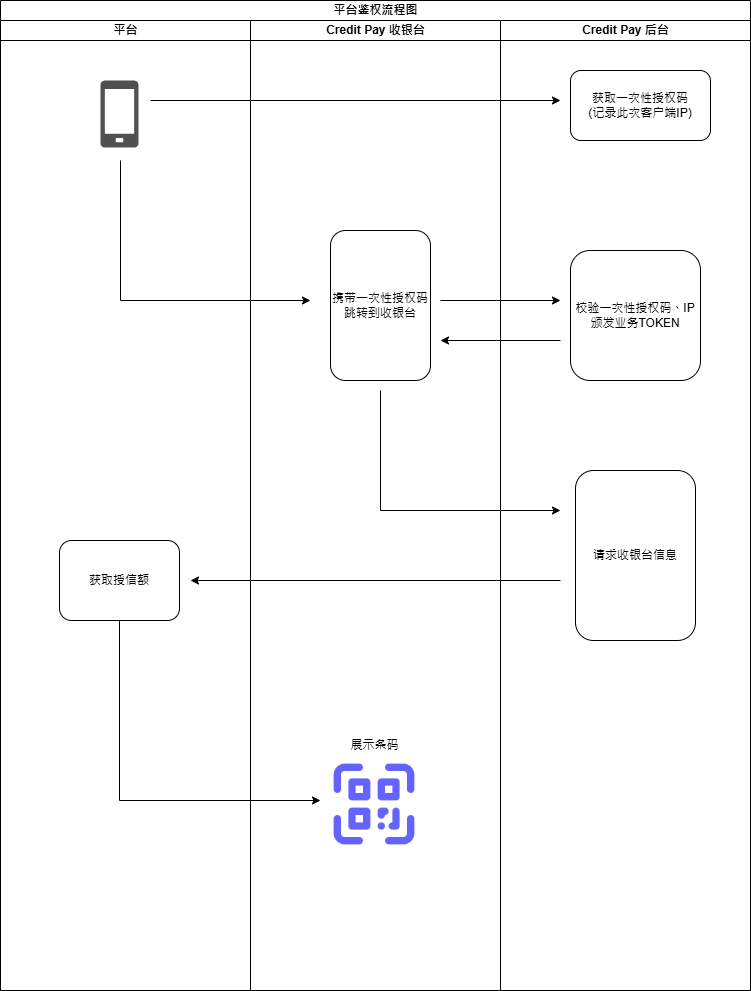 平台鉴权流程图
平台
Credit Pay 收银台
Credit Pay 后台
获取一次性授权码
(记录此次客户端IP)
携带一次性授权码
跳转到收银台
校验一次性授权码、IP
颁发业务TOKEN
请求收银台信息
获取授信额
展示条码